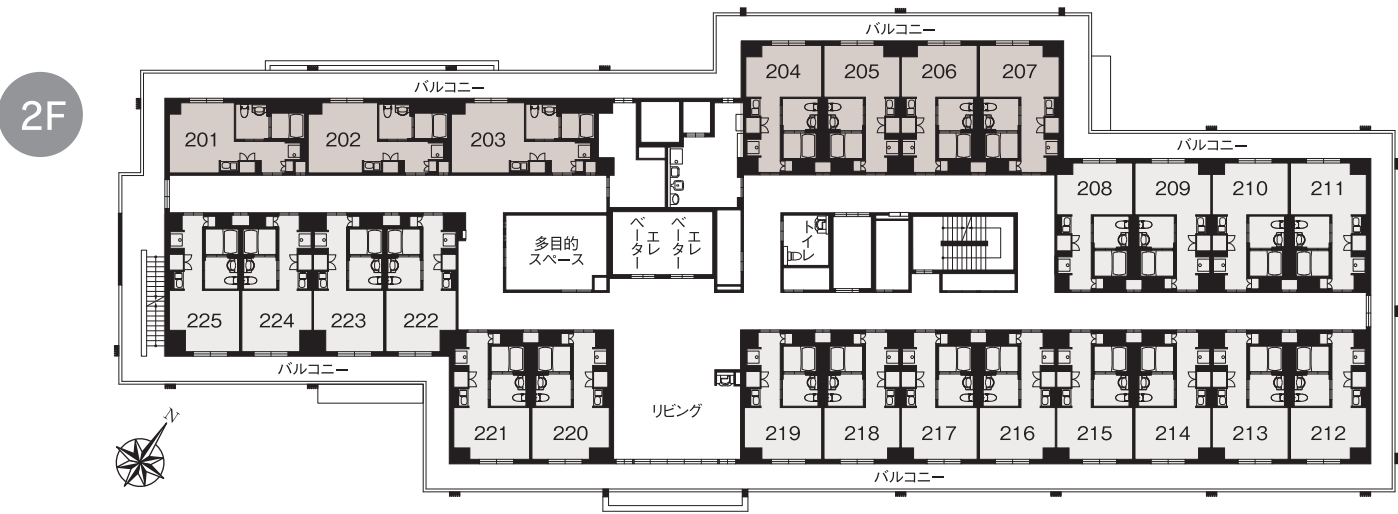 2F
バルコニー
204 205 206 207
バルコニー
201 202 203
バルコニー
208 209 210 211
多目的
スペース
エレ
ベーター
エレ
ベーター
トイレ
225 224 223 222
バルコニー
221 220
リビング
219 218 217 216 215 214 213 212
バルコニー
N